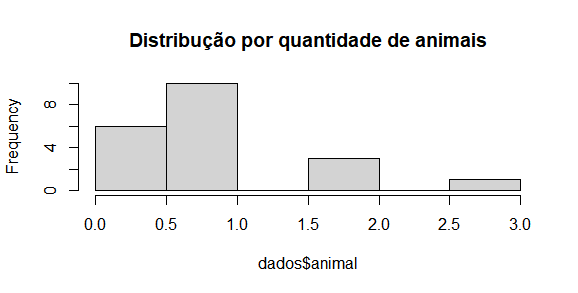 Distribução por quantidade de animais
Frequency
8
4
0
0.0 0.5 1.0 1.5 2.0 2.5 3.0
dados$animal